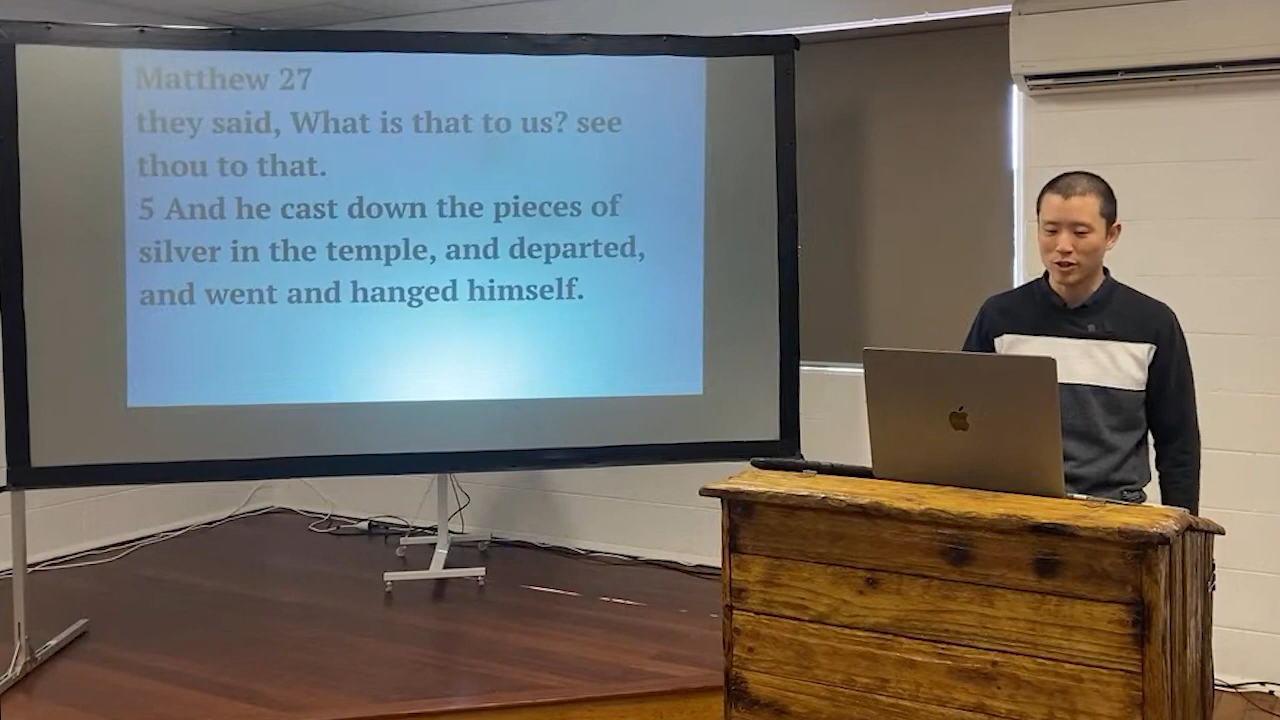 Matthew 27
they said, What is that to us? see
thou to that.
5 And he cast down the pieces of
silver in the temple, and departed,
and went and hanged himself.